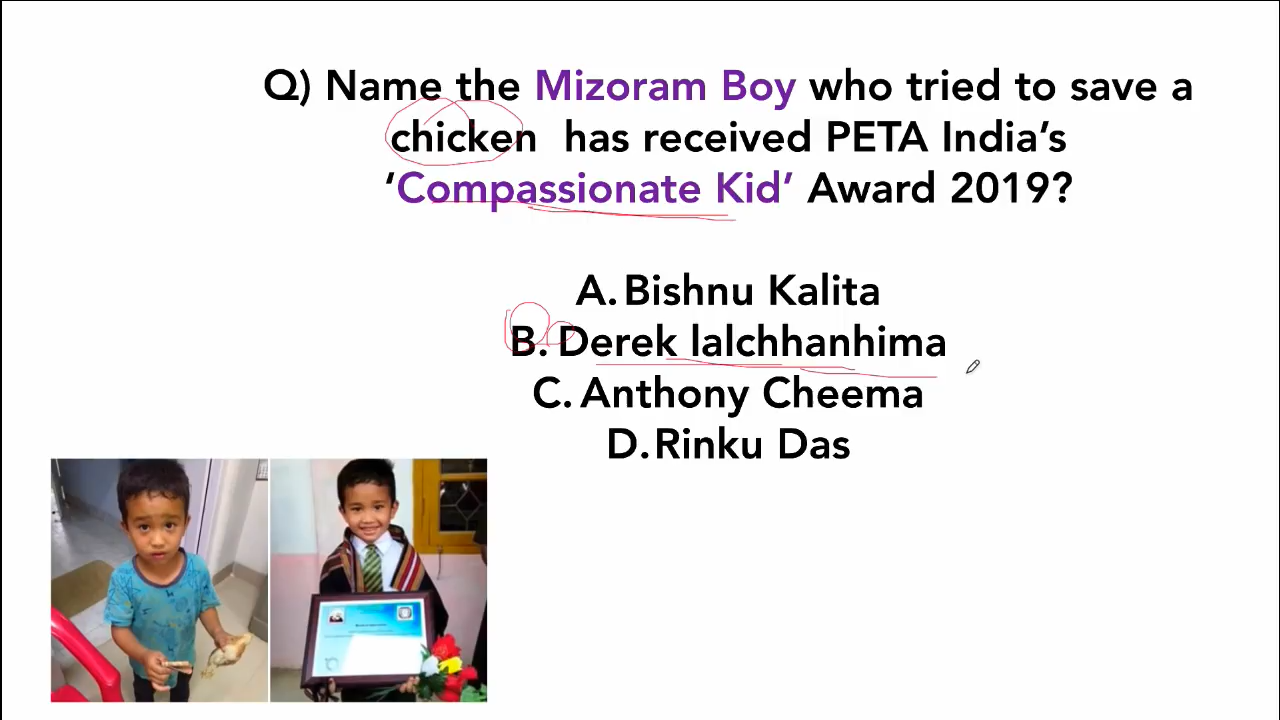 Q) Name the Mizoram Boy who tried to save a
chicken has received PETA India's
'Compassionate Kid' Award 2019?
A. Bishnu Kalita
B. Derek lalchhanhima
C. Anthony Cheema
D. Rinku Das